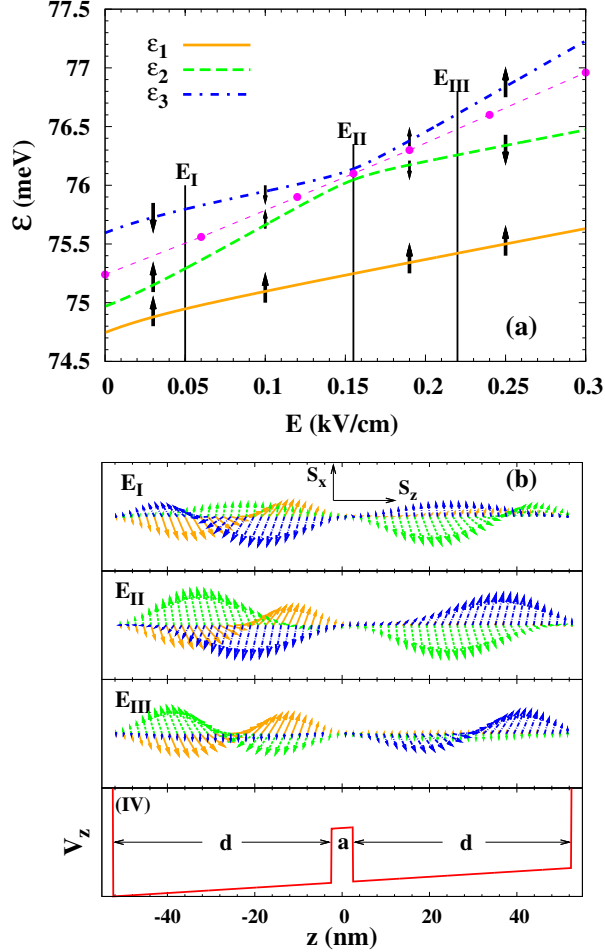 77.5
77
76.5
76
75.5
75
74.5
ε (meV)
ε1
ε2
ε3
E_I
E_II
E_III
(a)
0 0.05 0.1 0.15 0.2 0.25 0.3
E (kV/cm)
E_I S_x S_z (b)
E_II
E_III
(IV)
V_z
d a d
-40 -20 0 20 40
z (nm)